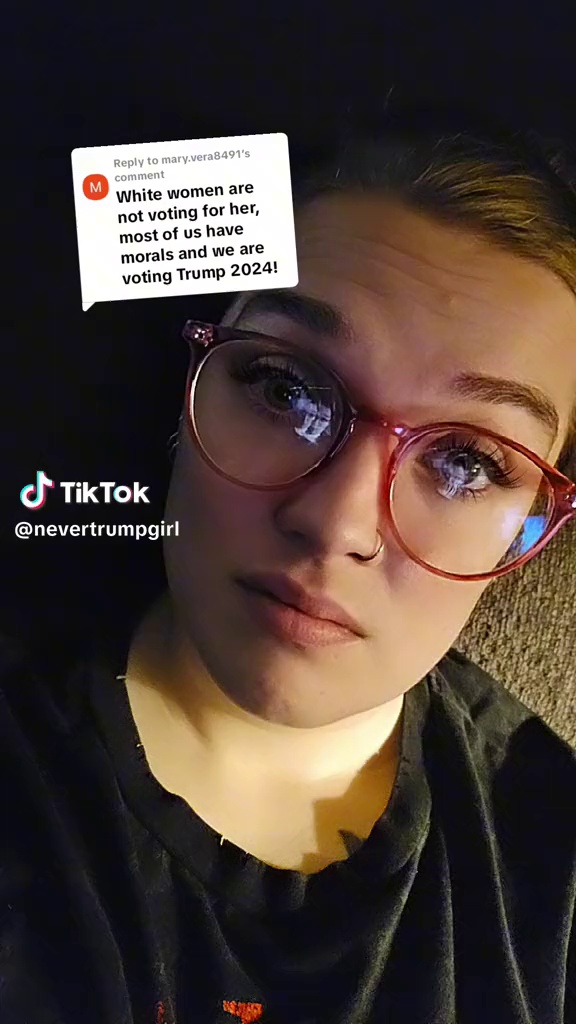 Reply to mary.vera8491's
comment
M
White women are
not voting for her,
most of us have
morals and we are
voting Trump 2024!
TikTok
@nevertrumpgirl